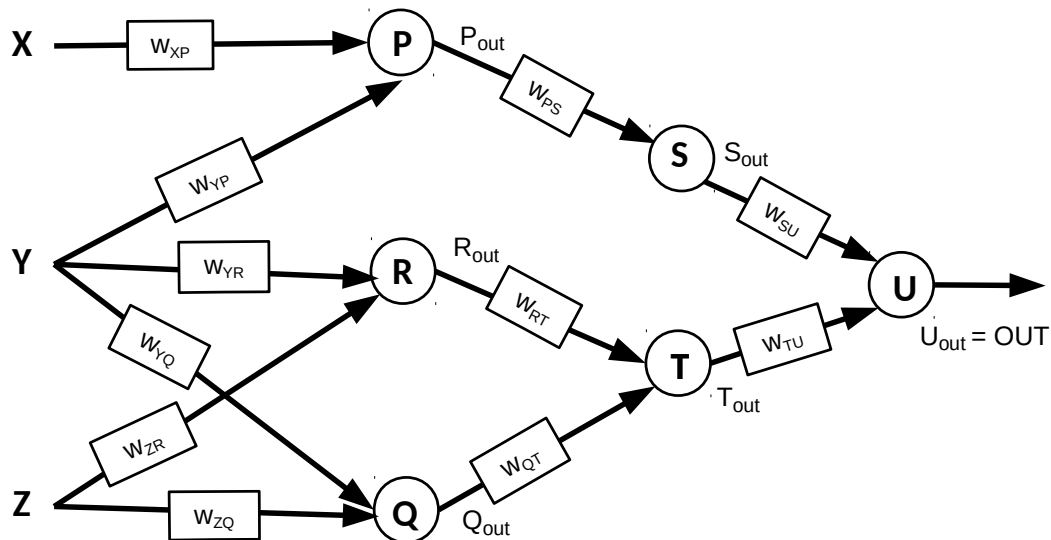 X
w_XP
P
P_out
w_PS
S
S_out
w_YP
w_SU
Y
w_YR
R
R_out
w_RT
U
U_out = OUT
w_YQ
w_TU
T
T_out
w_ZR
w_QT
Z
w_ZQ
Q
Q_out